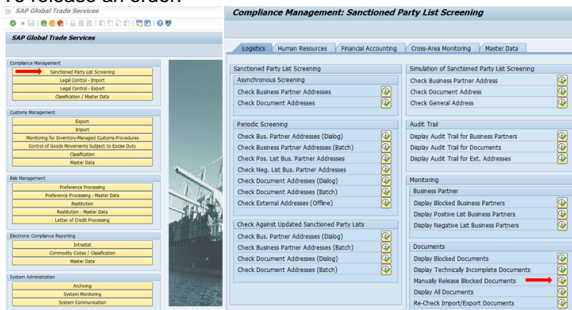 To release an order:
SAP Global Trade Services
SAP Global Trade Services
Compliance Management
Sanctioned Party List Screening
Legal Control - Import
Legal Control - Export
Classification / Master Data
Customs Management
Export
Import
Monitoring for Inventory-Managed Customs Procedures
Control of Goods Movements Subject to Excise Duty
Classification
Master Data
Risk Management
Preference Processing
Preference Processing - Master Data
Restitution
Restitution - Master Data
Letter of Credit Processing
Electronic Compliance Reporting
Intrastat
Commodity Codes / Classification
Master Data
System Administration
Archiving
System Monitoring
System Communication
Compliance Management: Sanctioned Party List Screening
Logistics
Human Resources
Financial Accounting
Cross-Area Monitoring
Master Data
Sanctioned Party List Screening
Asynchronous Screening
Check Business Partner Addresses
Check Document Addresses
Periodic Screening
Check Bus. Partner Addresses (Dialog)
Check Business Partner Addresses (Batch)
Check Pos. List Bus. Partner Addresses
Check Neg. List Bus. Partner Addresses
Check Document Addresses (Dialog)
Check Document Addresses (Batch)
Check External Addresses (Offline)
Check Against Updated Sanctioned Party Lists
Check Bus. Partner Addresses (Dialog)
Check Business Partner Addresses (Batch)
Check Document Addresses (Dialog)
Check Document Addresses (Batch)
Simulation of Sanctioned Party List Screening
Check Business Partner Address
Check Document Address
Check General Address
Audit Trail
Display Audit Trail for Business Partners
Display Audit Trail for Documents
Display Audit Trail for Ext. Addresses
Monitoring
Business Partner
Display Blocked Business Partners
Display Positive List Business Partners
Display Negative List Business Partners
Documents
Display Blocked Documents
Display Technically Incomplete Documents
Manually Release Blocked Documents
Display All Documents
Re-Check Import/Export Documents